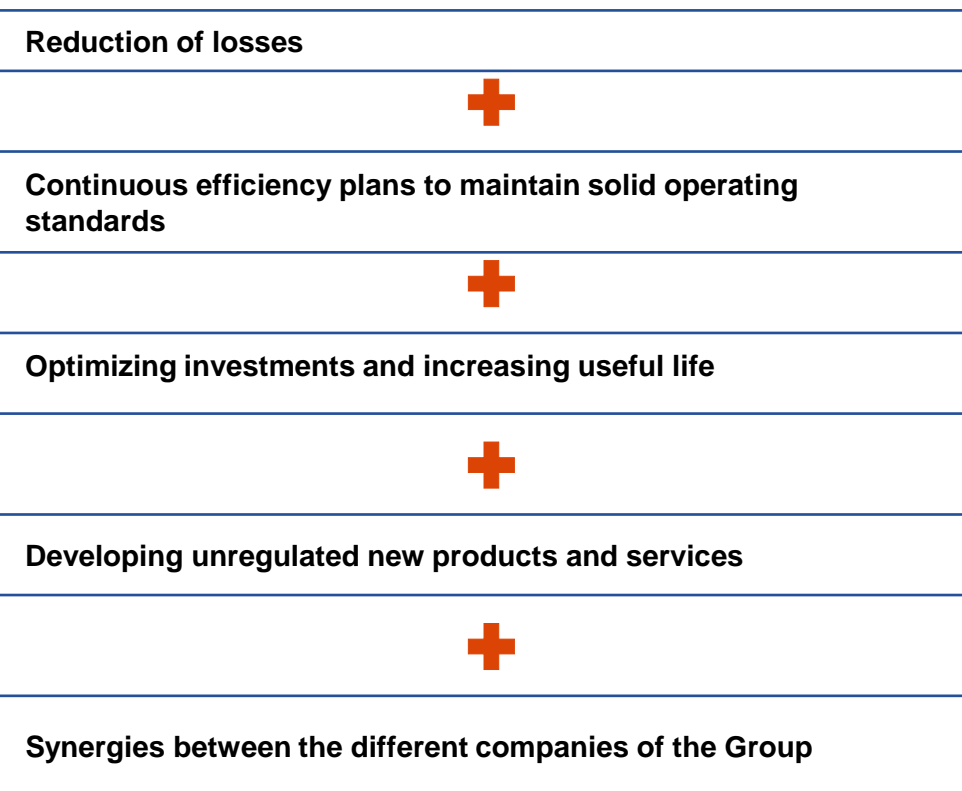 Reduction of losses
Continuous efficiency plans to maintain solid operating
standards
Optimizing investments and increasing useful life
Developing unregulated new products and services
Synergies between the different companies of the Group